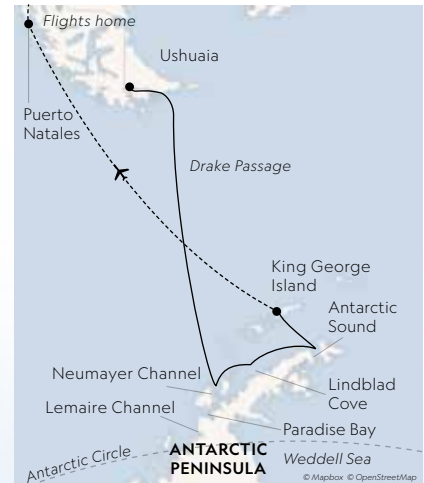 Flights home
Ushuaia
Puerto
Natales
Drake Passage
King George
Island
Antarctic
Sound
Neumayer Channel
Lindblad
Cove
Lemaire Channel
Paradise Bay
ANTARCTIC
PENINSULA
Weddell Sea
Antarctic Circle
© Mapbox © OpenStreetMap